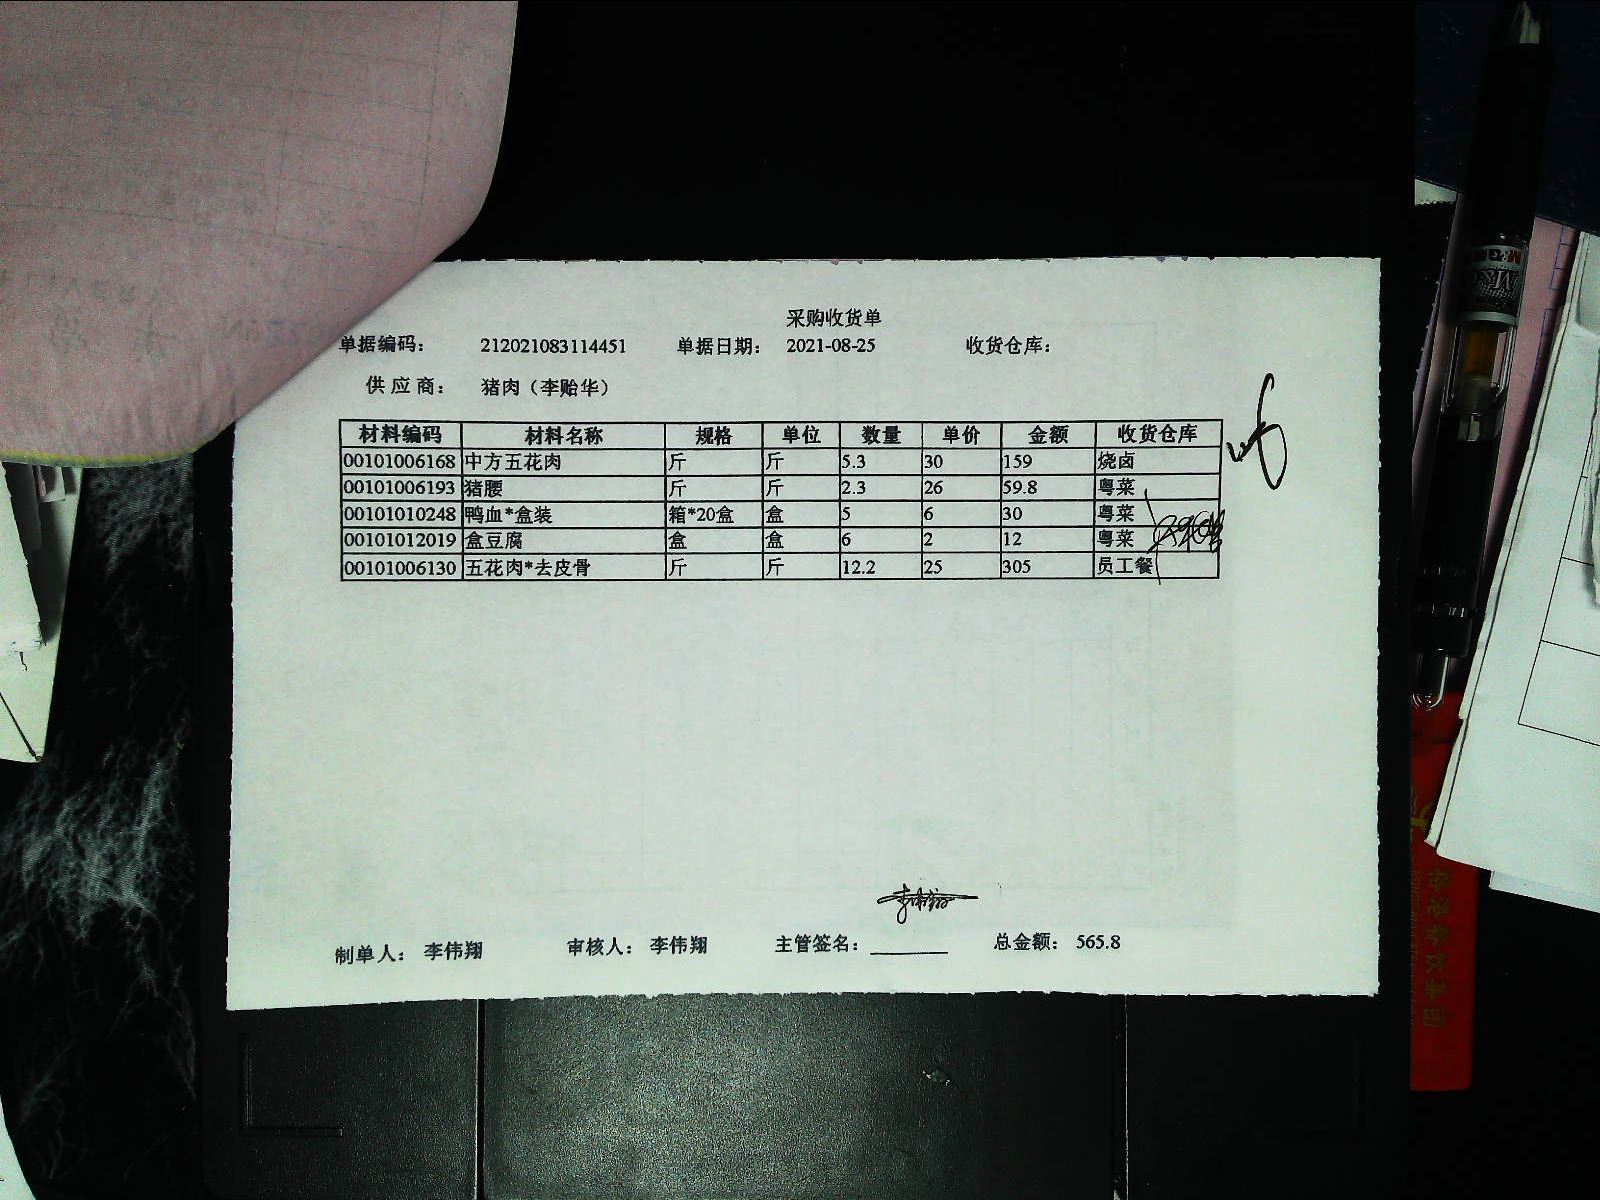 采购收货单
单据编码： 212021083114451 单据日期： 2021-08-25 收货仓库：
供应商： 猪肉（李贻华）
材料编码 材料名称 规格 单位 数量 单价 金额 收货仓库
00101006168 中方五花肉 斤 斤 5.3 30 159 烧卤
00101006193 猪腰 斤 斤 2.3 26 59.8 粤菜
00101010248 鸭血*盒装 箱*20盒 盒 5 6 30 粤菜
00101012019 盒豆腐 盒 盒 6 2 12 粤菜
00101006130 五花肉*去皮骨 斤 斤 12.2 25 305 员工餐
李伟翔
制单人： 李伟翔 审核人： 李伟翔 主管签名： 总金额： 565.8